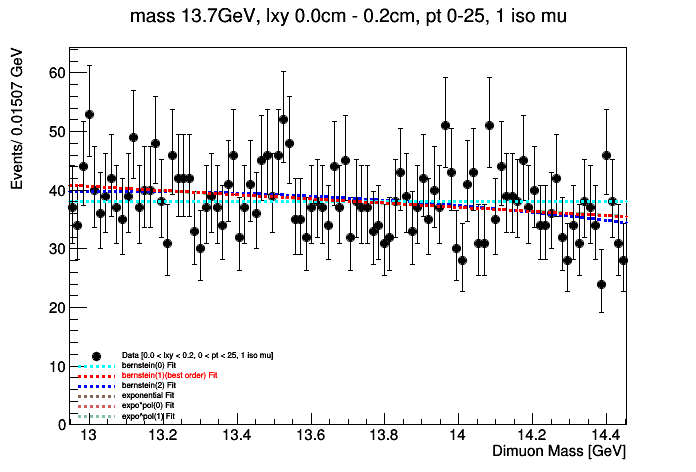 mass 13.7GeV, lxy 0.0cm - 0.2cm, pt 0-25, 1 iso mu
Events/ 0.01507 GeV
60
50
40
30
20
10
0
Data [0.0 < lxy < 0.2, 0 < pt < 25, 1 iso mu]
bernstein(0) Fit
bernstein(1)(best order) Fit
bernstein(2) Fit
exponential Fit
expo*pol(0) Fit
expo*pol(1) Fit
13 13.2 13.4 13.6 13.8 14 14.2 14.4
Dimuon Mass [GeV]